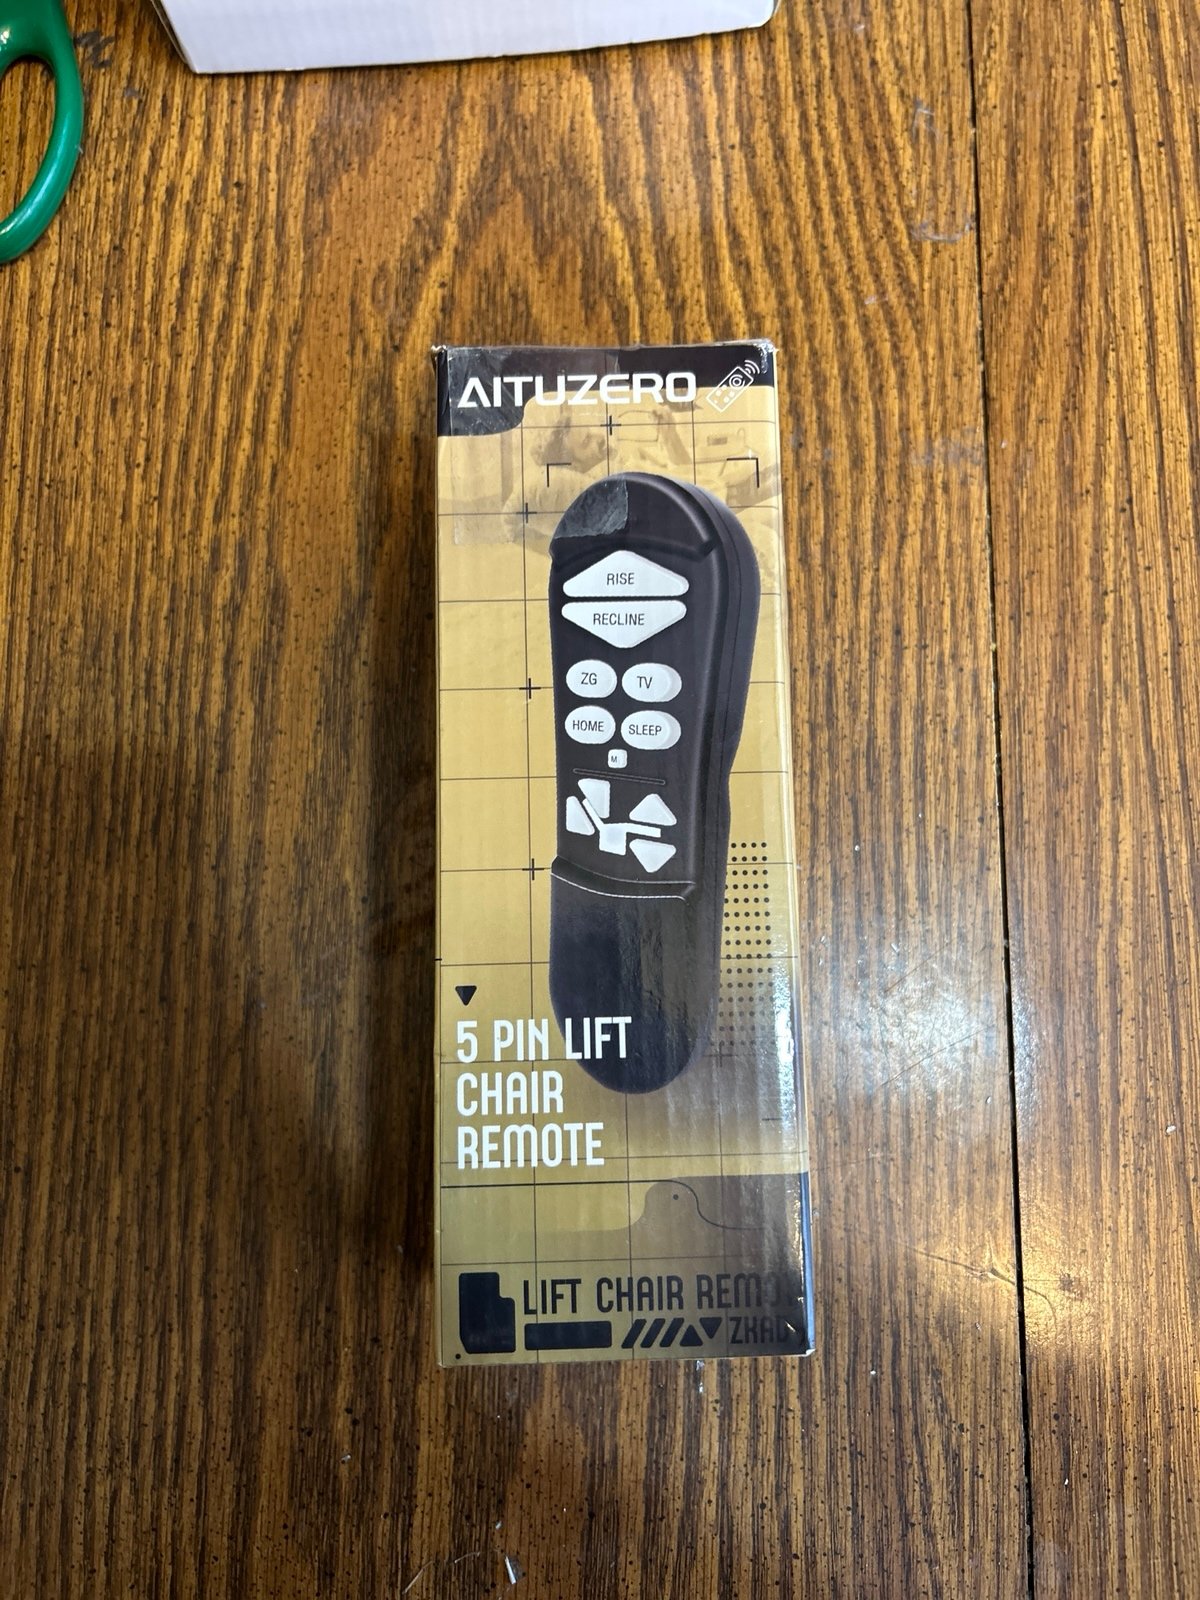 AITUZERO
RISE
RECLINE
ZG TV
HOME SLEEP
M
5 PIN LIFT
CHAIR
REMOTE
LIFT CHAIR